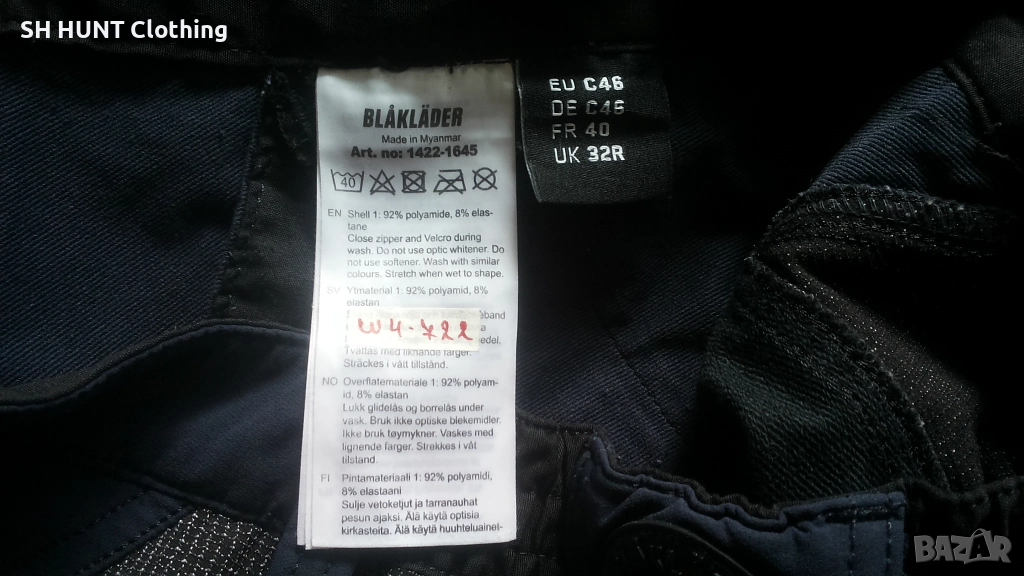 SH HUNT Clothing
BLÅKLÄDER
Made in Myanmar
Art. no: 1422-1645
40
EN Shell 1: 92% polyamide, 8% elas-
tane
Close zipper and Velcro during
wash. Do not use optic whitener. Do
not use softener. Wash with similar
colours. Stretch when wet to shape.
SV Ytmaterial 1: 92% polyamid, 8%
elastan
W4-722
Tvättas med liknande färger.
Sträckes i vått tillstånd.
NO Overflatemateriale 1: 92% polyam-
id, 8% elastan
Lukk glidelås og borrelås under
vask. Bruk ikke optiske blekemidler.
Ikke bruk tøymykner. Vaskes med
lignende farger. Strekkes i våt
tilstand.
FI Pintamateriaali 1: 92% polyamidi,
8% elastaani
Sulje vetoketjut ja tarranauhat
pesun ajaksi. Älä käytä optisia
kirkasteita. Älä käytä huuhteluainet-
EU C46
DE C46
FR 40
UK 32R
BAZAR